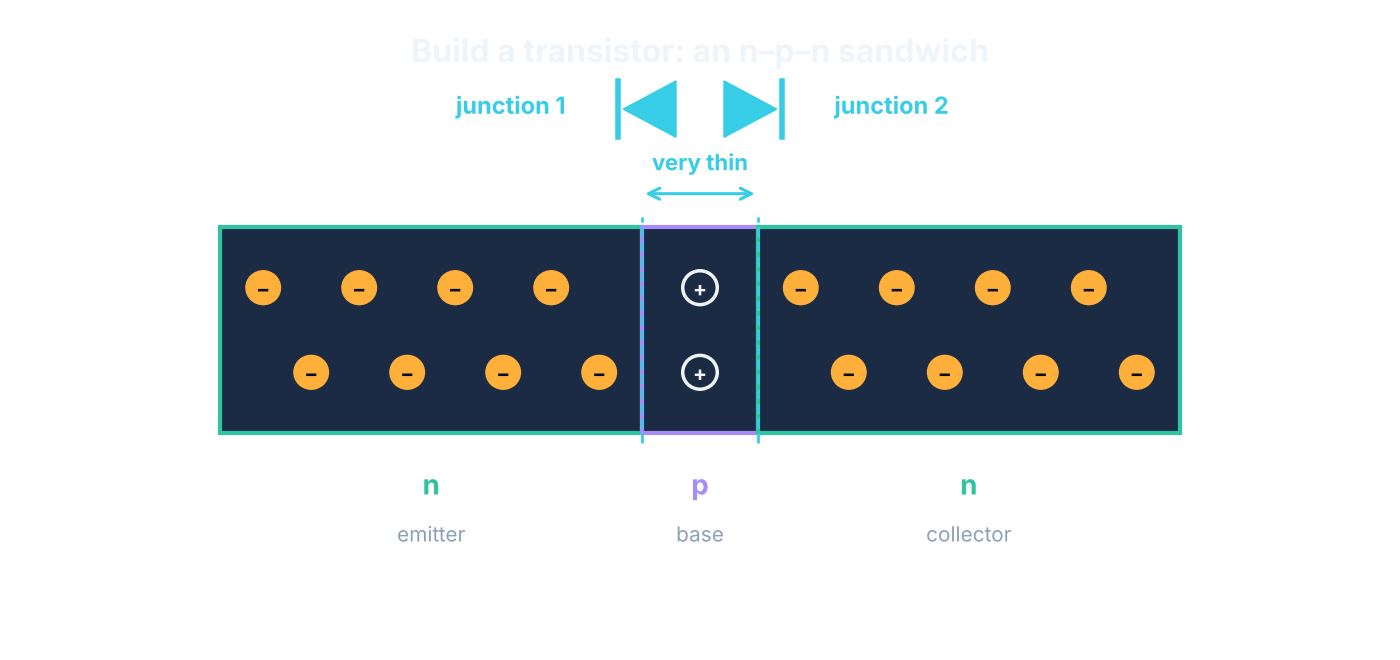 Build a transistor: an n–p–n sandwich
junction 1
junction 2
very thin
– – – – + – – – –
– – – – + – – – –
n p n
emitter base collector